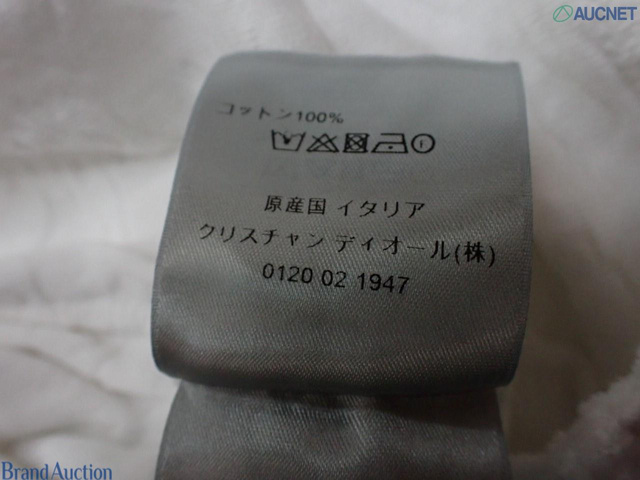 AUCNET
コットン100%
原産国 イタリア
クリスチャン ディオール(株)
0120 02 1947
Brand Auction